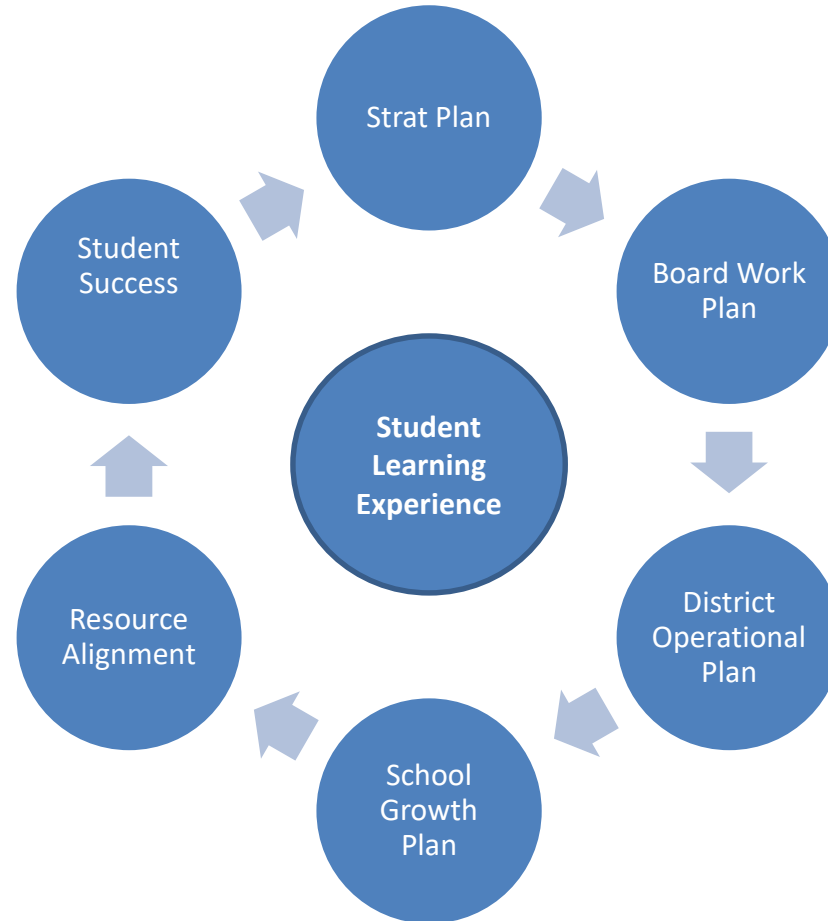 Strat Plan
Student
Success
Board Work
Plan
Student
Learning
Experience
Resource
Alignment
District
Operational
Plan
School
Growth
Plan